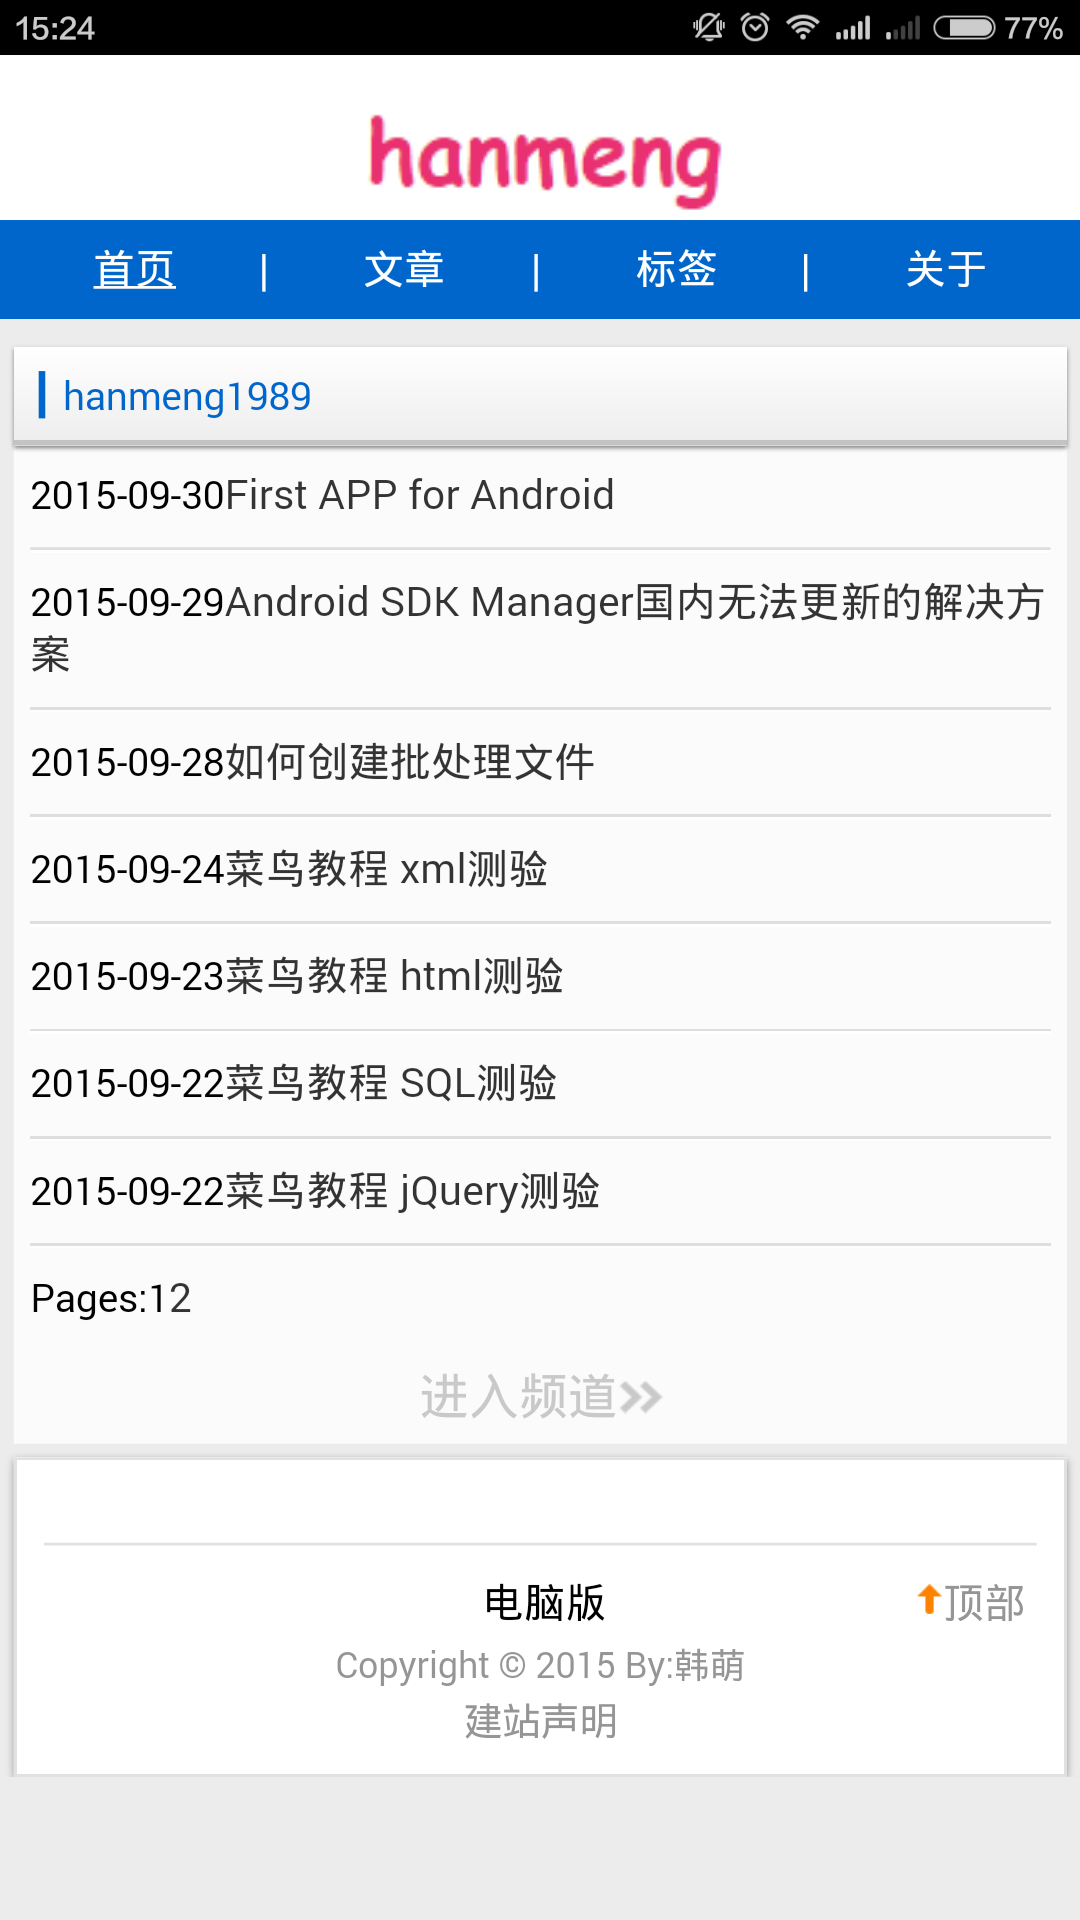 15:24 77%
hanmeng
首页 | 文章 | 标签 | 关于
hanmeng1989
2015-09-30First APP for Android
2015-09-29Android SDK Manager国内无法更新的解决方
案
2015-09-28如何创建批处理文件
2015-09-24菜鸟教程 xml测验
2015-09-23菜鸟教程 html测验
2015-09-22菜鸟教程 SQL测验
2015-09-22菜鸟教程 jQuery测验
Pages:12
进入频道>>
电脑版 顶部
Copyright © 2015 By:韩萌
建站声明